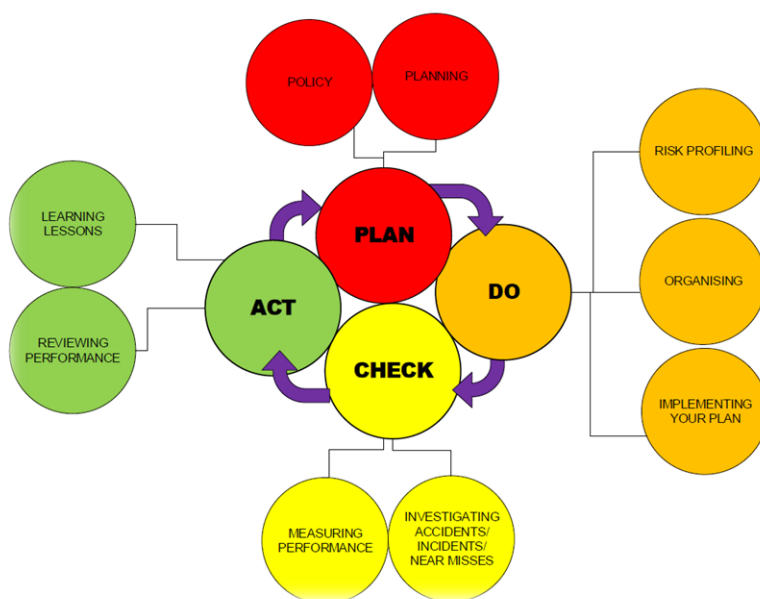 POLICY
PLANNING
PLAN
DO
CHECK
ACT
RISK PROFILING
ORGANISING
IMPLEMENTING
YOUR PLAN
MEASURING
PERFORMANCE
INVESTIGATING
ACCIDENTS/
INCIDENTS/
NEAR MISSES
LEARNING
LESSONS
REVIEWING
PERFORMANCE